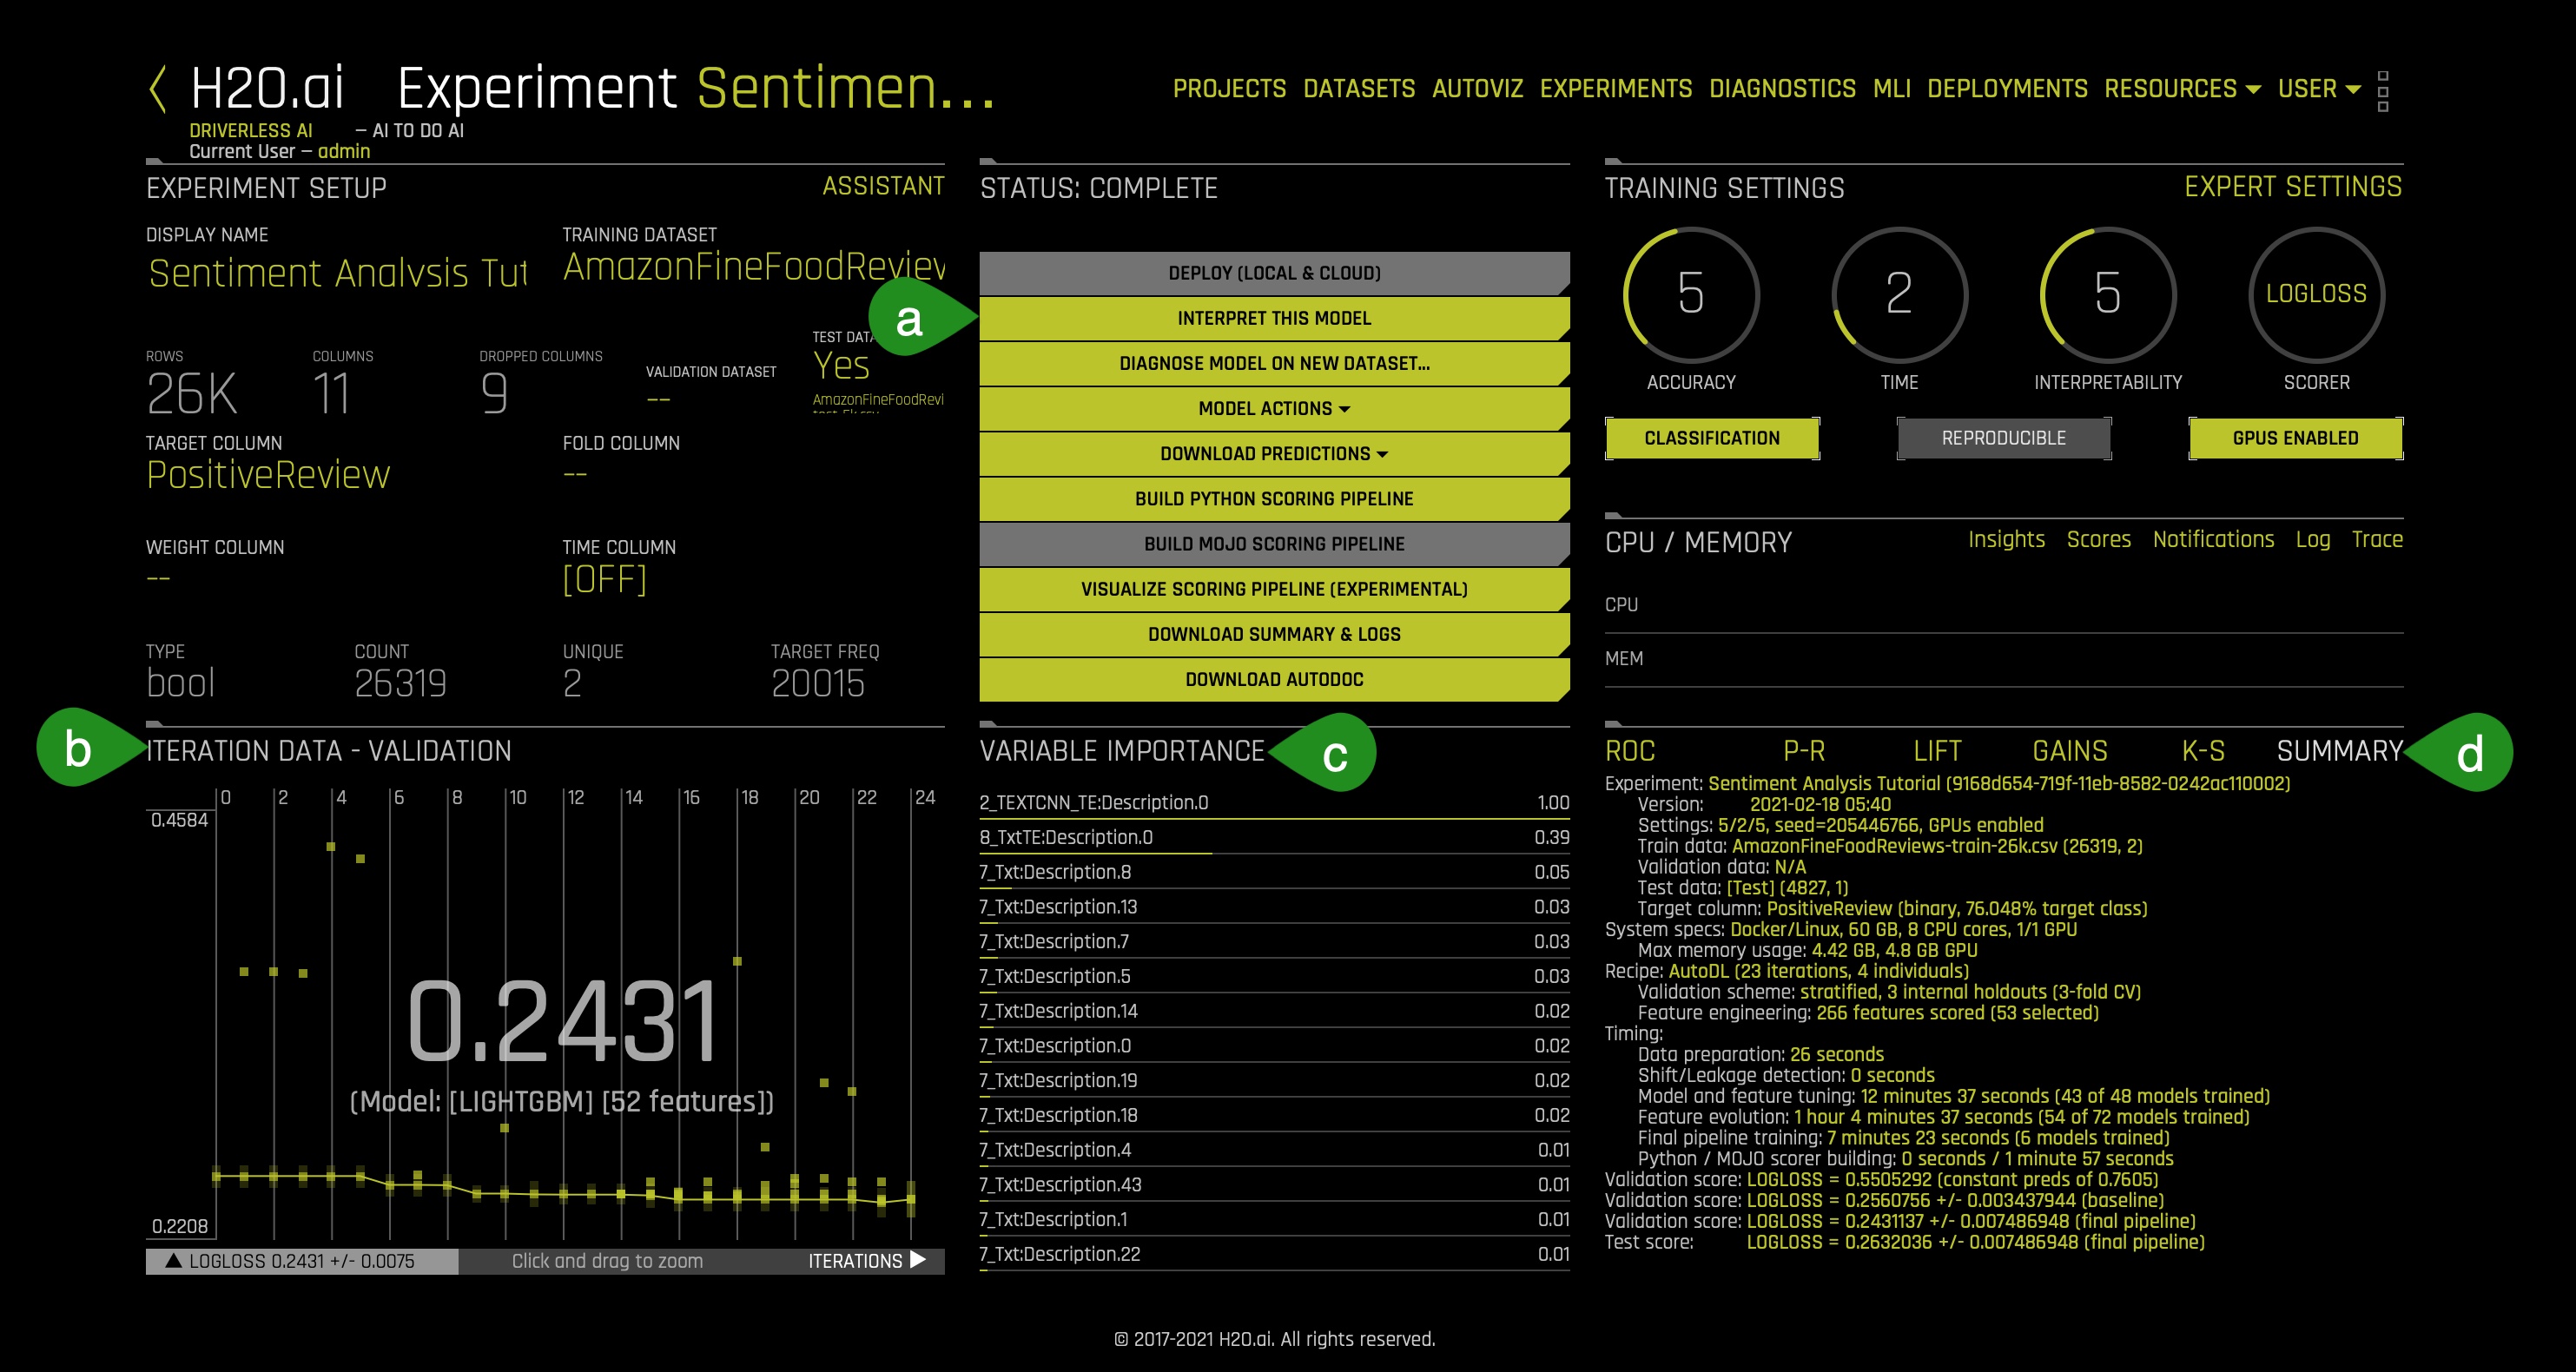 H2O.ai Experiment Sentimen...
DRIVERLESS AI — AI TO DO AI
Current User — admin
PROJECTS DATASETS AUTOVIZ EXPERIMENTS DIAGNOSTICS MLI DEPLOYMENTS RESOURCES USER
EXPERIMENT SETUP ASSISTANT
DISPLAY NAME TRAINING DATASET
Sentiment Analysis Tut AmazonFineFoodReview
ROWS COLUMNS DROPPED COLUMNS VALIDATION DATASET TEST DATA
26K 11 9 -- Yes
AmazonFineFoodRevi
TARGET COLUMN FOLD COLUMN
PositiveReview --
WEIGHT COLUMN TIME COLUMN
-- [OFF]
TYPE COUNT UNIQUE TARGET FREQ
bool 26319 2 20015
STATUS: COMPLETE
DEPLOY (LOCAL & CLOUD)
a
INTERPRET THIS MODEL
DIAGNOSE MODEL ON NEW DATASET...
MODEL ACTIONS
DOWNLOAD PREDICTIONS
BUILD PYTHON SCORING PIPELINE
BUILD MOJO SCORING PIPELINE
VISUALIZE SCORING PIPELINE (EXPERIMENTAL)
DOWNLOAD SUMMARY & LOGS
DOWNLOAD AUTODOC
TRAINING SETTINGS EXPERT SETTINGS
5 2 5 LOGLOSS
ACCURACY TIME INTERPRETABILITY SCORER
CLASSIFICATION REPRODUCIBLE GPUS ENABLED
CPU / MEMORY Insights Scores Notifications Log Trace
CPU
MEM
b
ITERATION DATA - VALIDATION
0 2 4 6 8 10 12 14 16 18 20 22 24
0.4584
0.2431
(Model: [LIGHTGBM] [52 features])
0.2208
LOGLOSS 0.2431 +/- 0.0075 Click and drag to zoom ITERATIONS
VARIABLE IMPORTANCE
c
2_TEXTCNN_TE:Description.0 1.00
8_TxtTE:Description.0 0.39
7_Txt:Description.8 0.05
7_Txt:Description.13 0.03
7_Txt:Description.7 0.03
7_Txt:Description.5 0.03
7_Txt:Description.14 0.02
7_Txt:Description.0 0.02
7_Txt:Description.19 0.02
7_Txt:Description.18 0.02
7_Txt:Description.4 0.01
7_Txt:Description.43 0.01
7_Txt:Description.1 0.01
7_Txt:Description.22 0.01
ROC P-R LIFT GAINS K-S SUMMARY
d
Experiment: Sentiment Analysis Tutorial (9168d654-719f-11eb-8582-0242ac110002)
Version: 2021-02-18 05:40
Settings: 5/2/5, seed=205446766, GPUs enabled
Train data: AmazonFineFoodReviews-train-26k.csv (26319, 2)
Validation data: N/A
Test data: [Test] (4827, 1)
Target column: PositiveReview (binary, 76.048% target class)
System specs: Docker/Linux, 60 GB, 8 CPU cores, 1/1 GPU
Max memory usage: 4.42 GB, 4.8 GB GPU
Recipe: AutoDL (23 iterations, 4 individuals)
Validation scheme: stratified, 3 internal holdouts (3-fold CV)
Feature engineering: 266 features scored (53 selected)
Timing:
Data preparation: 26 seconds
Shift/Leakage detection: 0 seconds
Model and feature tuning: 12 minutes 37 seconds (43 of 48 models trained)
Feature evolution: 1 hour 4 minutes 37 seconds (54 of 72 models trained)
Final pipeline training: 7 minutes 23 seconds (6 models trained)
Python / MOJO scorer building: 0 seconds / 1 minute 57 seconds
Validation score: LOGLOSS = 0.5505292 (constant preds of 0.7605)
Validation score: LOGLOSS = 0.2560756 +/- 0.003437944 (baseline)
Validation score: LOGLOSS = 0.2431137 +/- 0.007486948 (final pipeline)
Test score: LOGLOSS = 0.2632036 +/- 0.007486948 (final pipeline)
© 2017-2021 H2O.ai. All rights reserved.